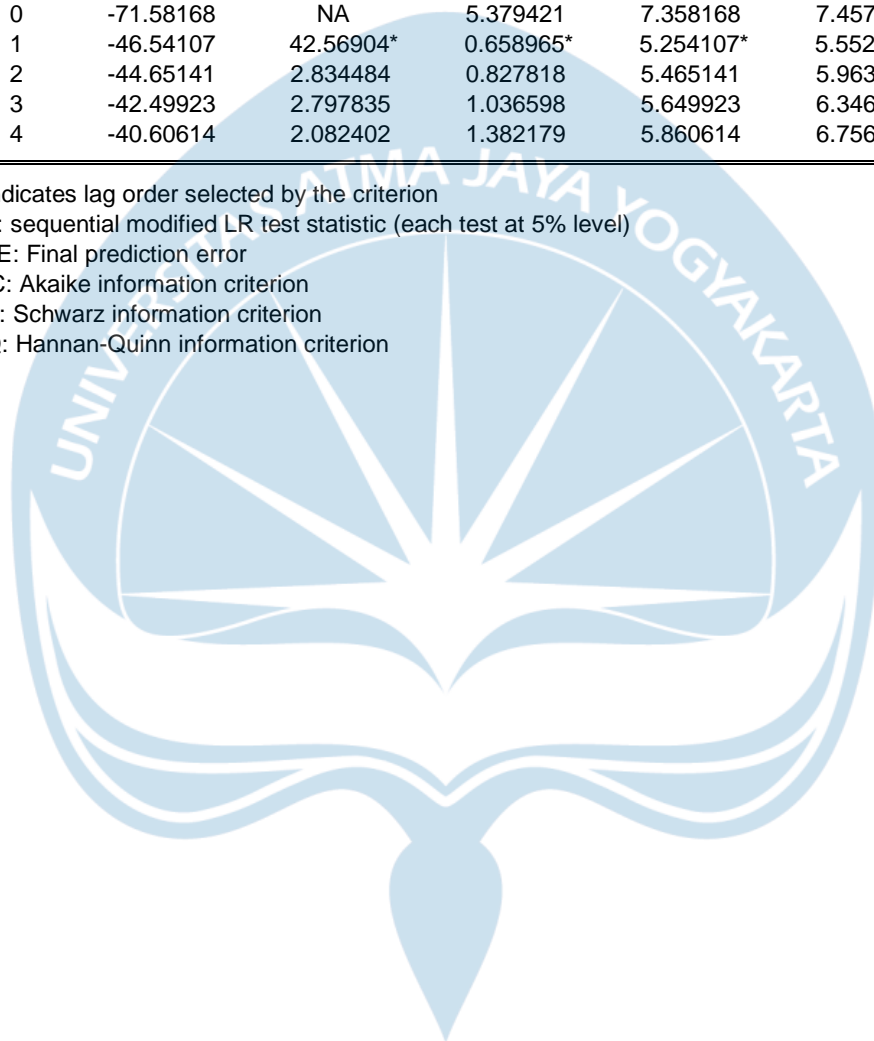 0 -71.58168 NA 5.379421 7.358168 7.457
1 -46.54107 42.56904* 0.658965* 5.254107* 5.552
2 -44.65141 2.834484 0.827818 5.465141 5.963
3 -42.49923 2.797835 1.036598 5.649923 6.346
4 -40.60614 2.082402 1.382179 5.860614 6.756
dicates lag order selected by the criterion
: sequential modified LR test statistic (each test at 5% level)
E: Final prediction error
C: Akaike information criterion
: Schwarz information criterion
: Hannan-Quinn information criterion
UNIVERSITAS ATMA JAYA YOGYAKARTA